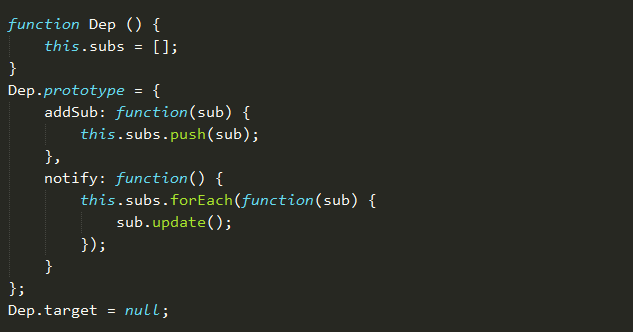 function Dep () {
    this.subs = [];
}
Dep.prototype = {
    addSub: function(sub) {
        this.subs.push(sub);
    },
    notify: function() {
        this.subs.forEach(function(sub) {
            sub.update();
        });
    }
};
Dep.target = null;